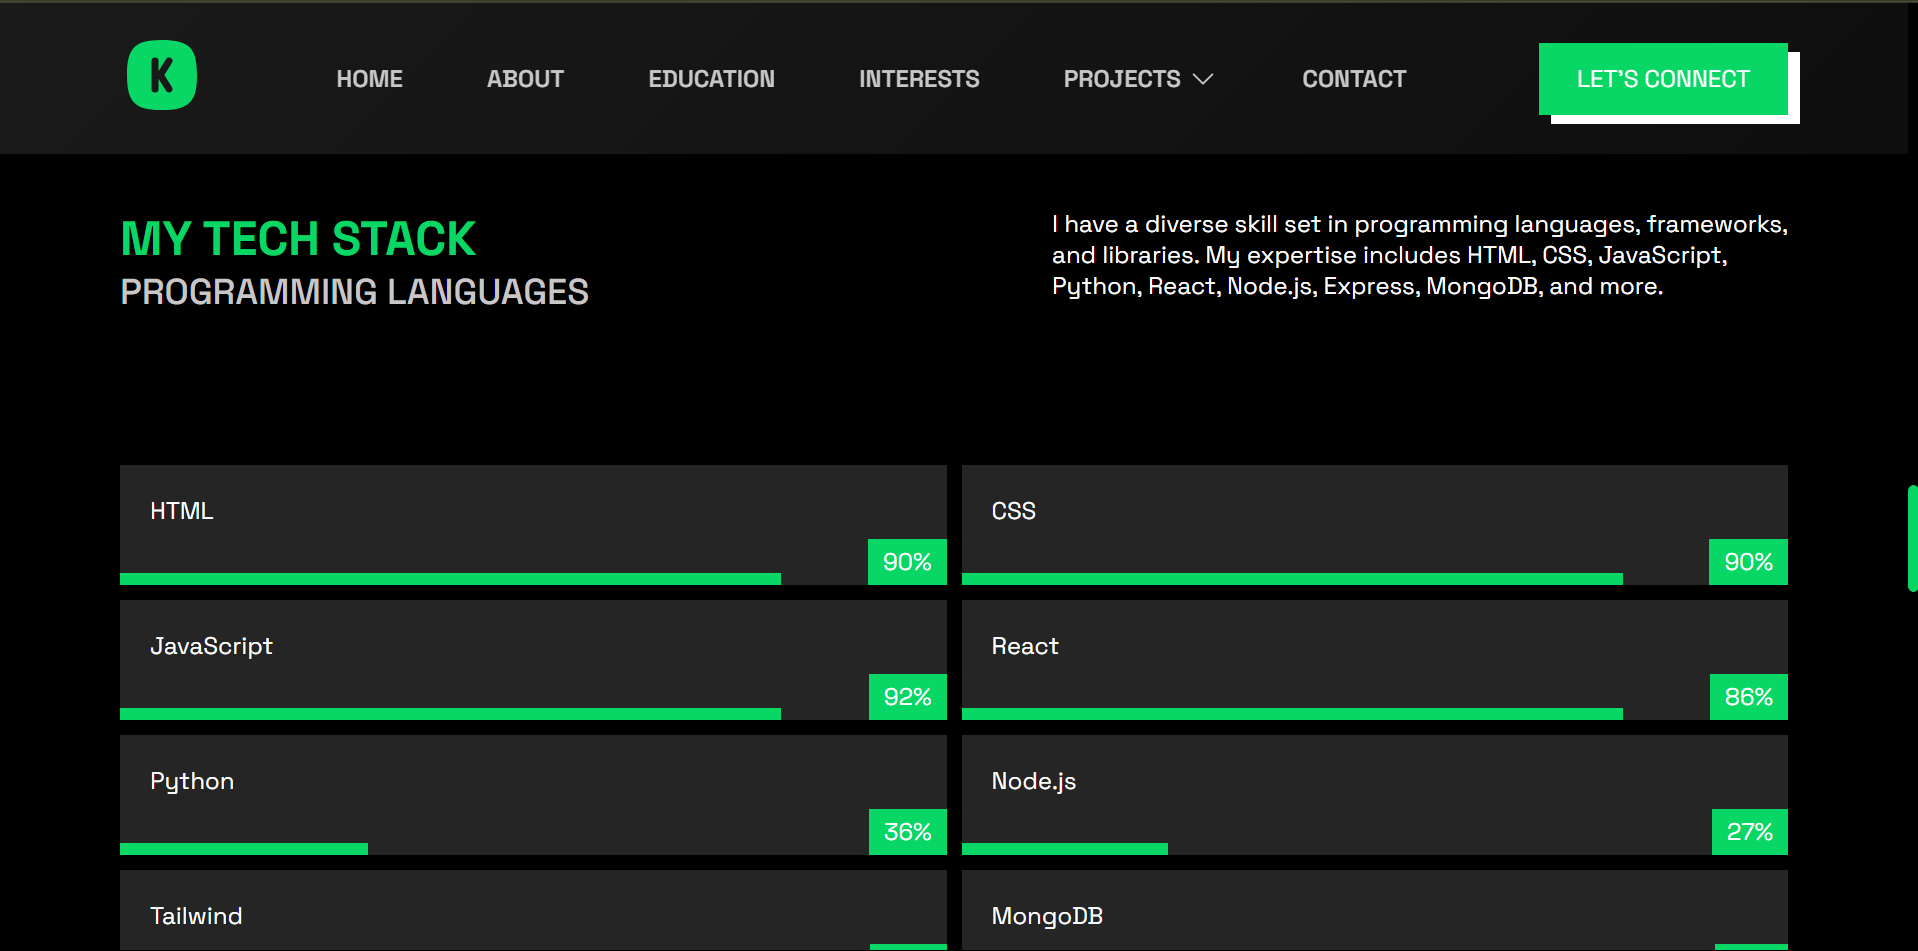 K
HOME ABOUT EDUCATION INTERESTS PROJECTS CONTACT LET'S CONNECT
MY TECH STACK
PROGRAMMING LANGUAGES
I have a diverse skill set in programming languages, frameworks,
and libraries. My expertise includes HTML, CSS, JavaScript,
Python, React, Node.js, Express, MongoDB, and more.
HTML
90%
CSS
90%
JavaScript
92%
React
86%
Python
36%
Node.js
27%
Tailwind
MongoDB